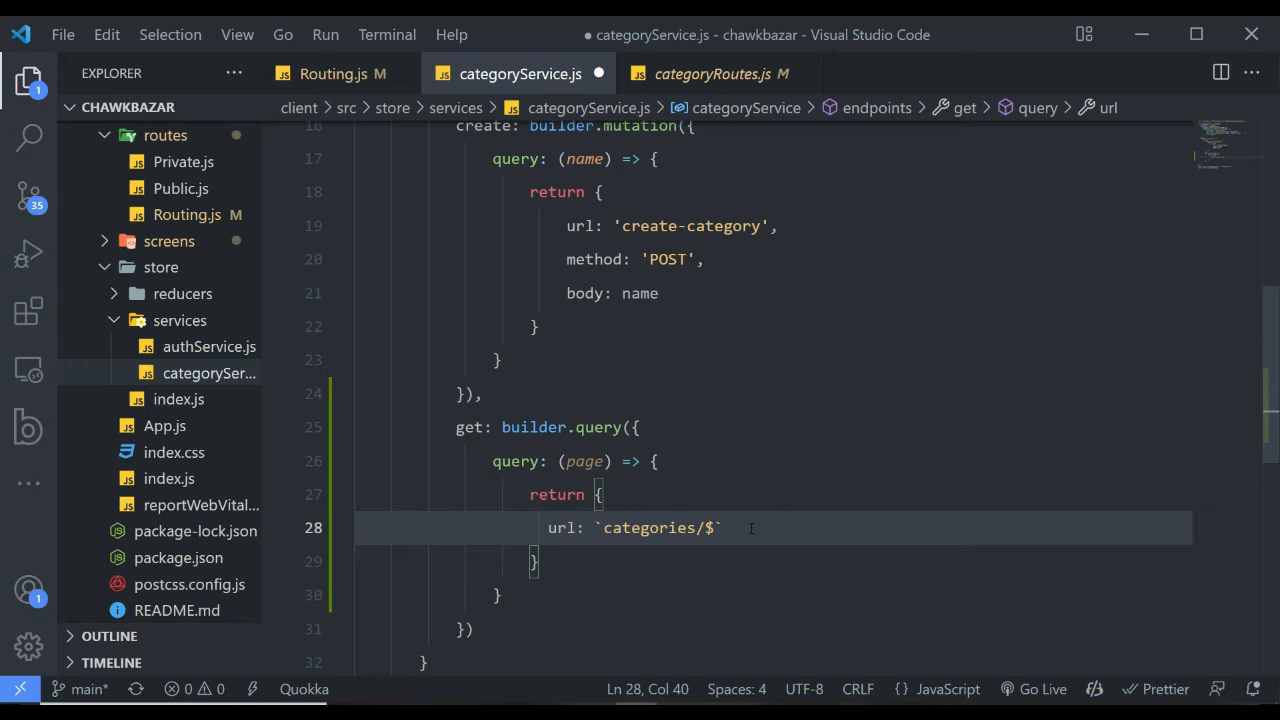 File Edit Selection View Go Run Terminal Help
● categoryService.js - chawkbazar - Visual Studio Code
EXPLORER
Routing.js M
categoryService.js
categoryRoutes.js M
CHAWKBAZAR
client > src > store > services > categoryService.js > categoryService > endpoints > get > query > url
routes
Private.js
Public.js
Routing.js M
screens
store
reducers
services
authService.js
categorySer...
index.js
App.js
index.css
index.js
reportWebVital...
package-lock.json
package.json
postcss.config.js
README.md
OUTLINE
TIMELINE
1
35
1
16 create: builder.mutation({
17 query: (name) => {
18 return {
19 url: 'create-category',
20 method: 'POST',
21 body: name
22 }
23 }
24 }),
25 get: builder.query({
26 query: (page) => {
27 return {
28 url: `categories/$`
29 }
30 }
31 })
32 }
main* 0 0 Quokka Ln 28, Col 40 Spaces: 4 UTF-8 CRLF {} JavaScript Go Live Prettier